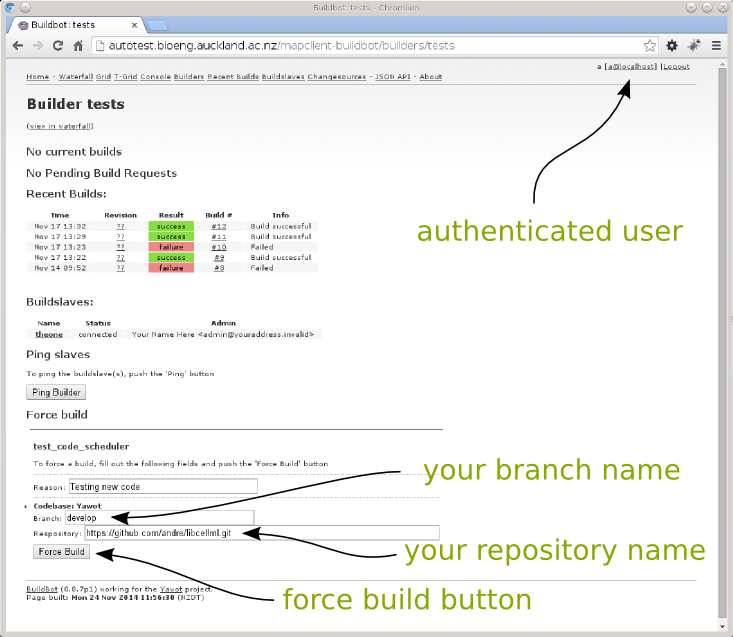 Buildbot: tests - Chromium
Buildbot: tests
autotest.bioeng.auckland.ac.nz/mapclient-buildbot/builders/tests
a [a@localhost] |Logout
Home - Waterfall Grid T-Grid Console Builders Recent Builds Buildslaves Changesources - JSON API - About
Builder tests
(view in waterfall)
No current builds
No Pending Build Requests
Recent Builds:
authenticated user
Time Revision Result Build # Info
Nov 17 13:32 ?? success #12 Build successful
Nov 17 13:29 ?? success #11 Build successful
Nov 17 13:23 ?? failure #10 Failed
Nov 17 13:22 ?? success #9 Build successful
Nov 14 09:52 ?? failure #8 Failed
Buildslaves:
Name Status Admin
theone connected Your Name Here <admin@youraddress.invalid>
Ping slaves
To ping the buildslave(s), push the 'Ping' button
Ping Builder
Force build
test_code_scheduler
To force a build, fill out the following fields and push the 'Force Build' button
your branch name
Reason: Testing new code
Codebase: Yawot
Branch: develop
Respository: https://github.com/andre/libcellml.git
your repository name
Force Build
force build button
BuildBot (0.8.7p1) working for the Yavot project.
Page built: Mon 24 Nov 2014 11:56:30 (NZDT)